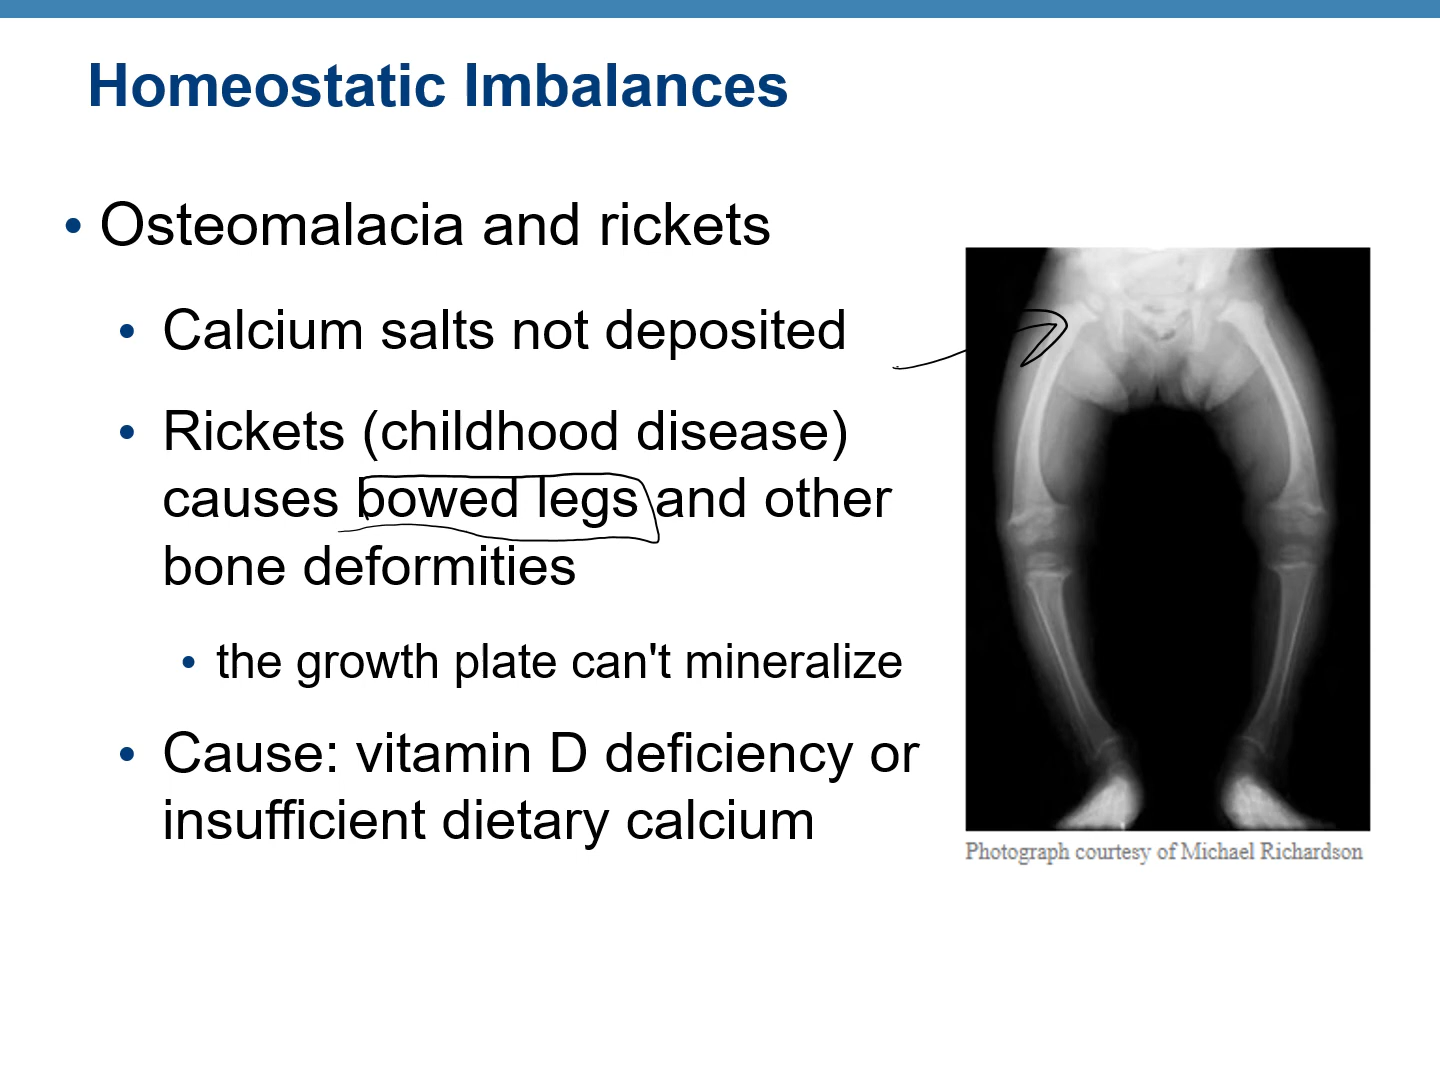 Homeostatic Imbalances
• Osteomalacia and rickets
• Calcium salts not deposited
• Rickets (childhood disease)
causes bowed legs and other
bone deformities
• the growth plate can't mineralize
• Cause: vitamin D deficiency or
insufficient dietary calcium
Photograph courtesy of Michael Richardson